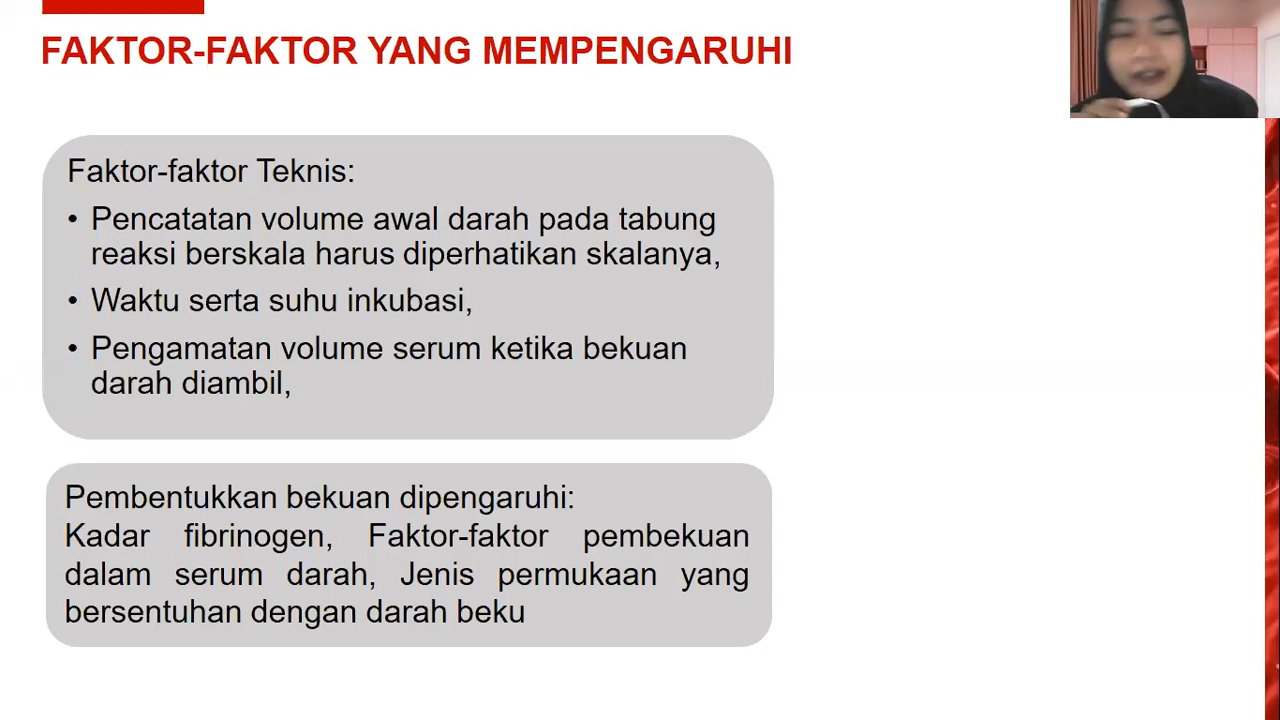 FAKTOR-FAKTOR YANG MEMPENGARUHI
Faktor-faktor Teknis:
• Pencatatan volume awal darah pada tabung
reaksi berskala harus diperhatikan skalanya,
• Waktu serta suhu inkubasi,
• Pengamatan volume serum ketika bekuan
darah diambil,
Pembentukkan bekuan dipengaruhi:
Kadar fibrinogen, Faktor-faktor pembekuan
dalam serum darah, Jenis permukaan yang
bersentuhan dengan darah beku